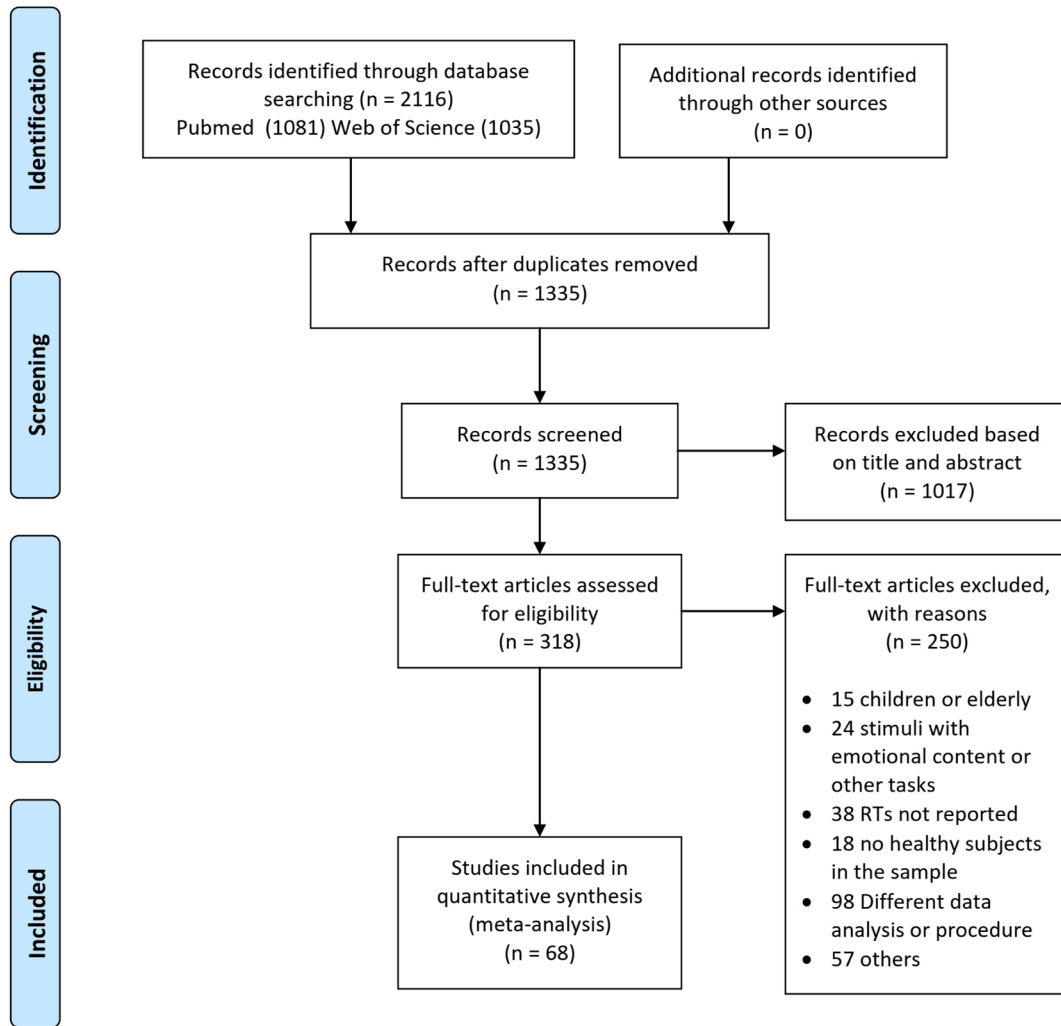 Identification
Records identified through database
searching (n = 2116)
Pubmed  (1081) Web of Science (1035)
Additional records identified
through other sources
(n = 0)
Records after duplicates removed
(n = 1335)
Screening
Records screened
(n = 1335)
Records excluded based
on title and abstract
(n = 1017)
Eligibility
Full-text articles assessed
for eligibility
(n = 318)
Full-text articles excluded,
with reasons
(n = 250)
• 15 children or elderly
• 24 stimuli with
emotional content or
other tasks
• 38 RTs not reported
• 18 no healthy subjects
in the sample
• 98 Different data
analysis or procedure
• 57 others
Included
Studies included in
quantitative synthesis
(meta-analysis)
(n = 68)